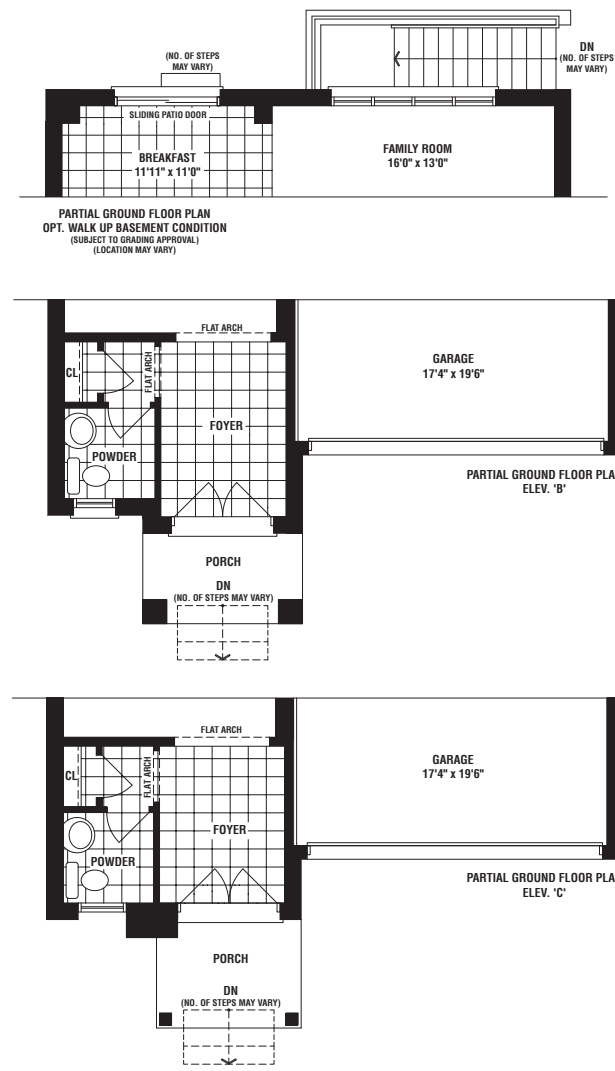 (NO. OF STEPS
MAY VARY)
DN
(NO. OF STEPS
MAY VARY)
SLIDING PATIO DOOR
BREAKFAST
11'11" x 11'0"
FAMILY ROOM
16'0" x 13'0"
PARTIAL GROUND FLOOR PLAN
OPT. WALK UP BASEMENT CONDITION
(SUBJECT TO GRADING APPROVAL)
(LOCATION MAY VARY)
FLAT ARCH
CL
FLAT ARCH
GARAGE
17'4" x 19'6"
FOYER
POWDER
PARTIAL GROUND FLOOR PLA
ELEV. 'B'
PORCH
DN
(NO. OF STEPS MAY VARY)
FLAT ARCH
CL
FLAT ARCH
GARAGE
17'4" x 19'6"
FOYER
POWDER
PARTIAL GROUND FLOOR PLA
ELEV. 'C'
PORCH
DN
(NO. OF STEPS MAY VARY)